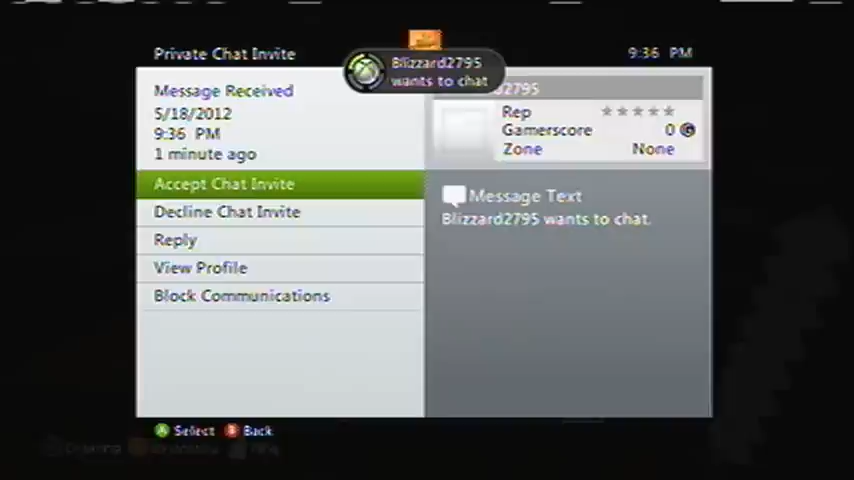 Private Chat Invite
9:36 PM
Blizzard2795
wants to chat
Message Received
5/18/2012
9:36 PM
1 minute ago
Accept Chat Invite
Decline Chat Invite
Reply
View Profile
Block Communications
2795
Rep
Gamerscore 0 G
Zone None
Message Text
Blizzard2795 wants to chat.
A Select B Back